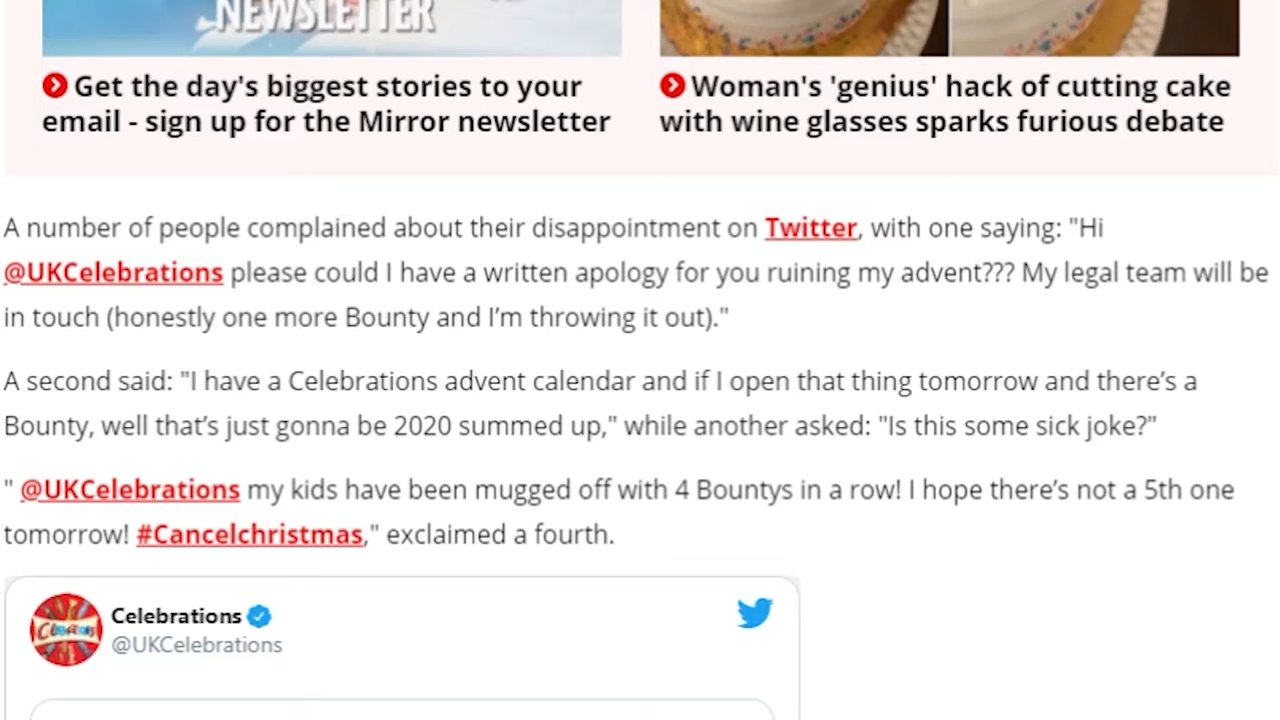 NEWSLETTER
Get the day's biggest stories to your
email - sign up for the Mirror newsletter
Woman's 'genius' hack of cutting cake
with wine glasses sparks furious debate
A number of people complained about their disappointment on Twitter, with one saying: "Hi
@UKCelebrations please could I have a written apology for you ruining my advent??? My legal team will be
in touch (honestly one more Bounty and I’m throwing it out)."
A second said: "I have a Celebrations advent calendar and if I open that thing tomorrow and there’s a
Bounty, well that’s just gonna be 2020 summed up," while another asked: "Is this some sick joke?"
" @UKCelebrations my kids have been mugged off with 4 Bountys in a row! I hope there’s not a 5th one
tomorrow! #Cancelchristmas," exclaimed a fourth.
Celebrations
Celebrations
@UKCelebrations